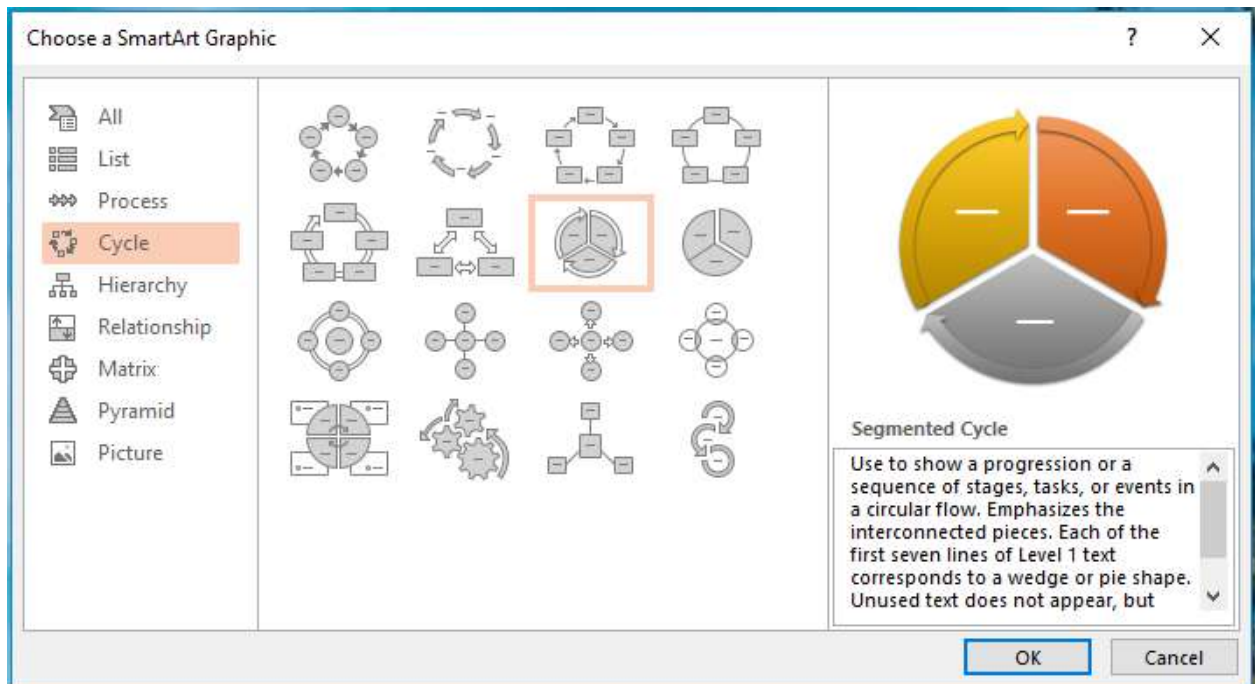 Choose a SmartArt Graphic
?
All
List
Process
Cycle
Hierarchy
Relationship
Matrix
Pyramid
Picture
Segmented Cycle
Use to show a progression or a
sequence of stages, tasks, or events in
a circular flow. Emphasizes the
interconnected pieces. Each of the
first seven lines of Level 1 text
corresponds to a wedge or pie shape.
Unused text does not appear, but
OK
Cancel